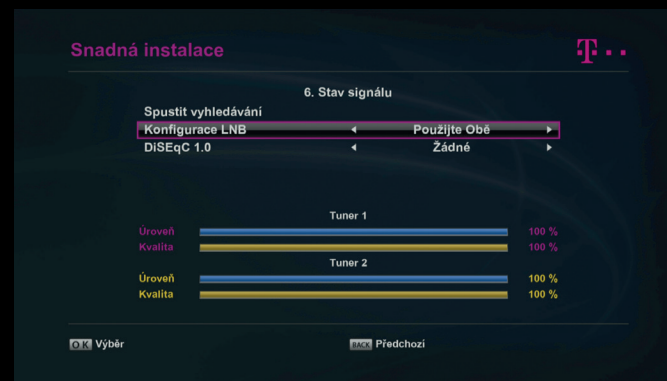 Snadná instalace
T
6. Stav signálu
Spustit vyhledávání
Konfigurace LNB Použijte Obě
DiSEqC 1.0 Žádné
Tuner 1
Úroveň 100 %
Kvalita 100 %
Tuner 2
Úroveň 100 %
Kvalita 100 %
OK Výběr BACK Předchozí